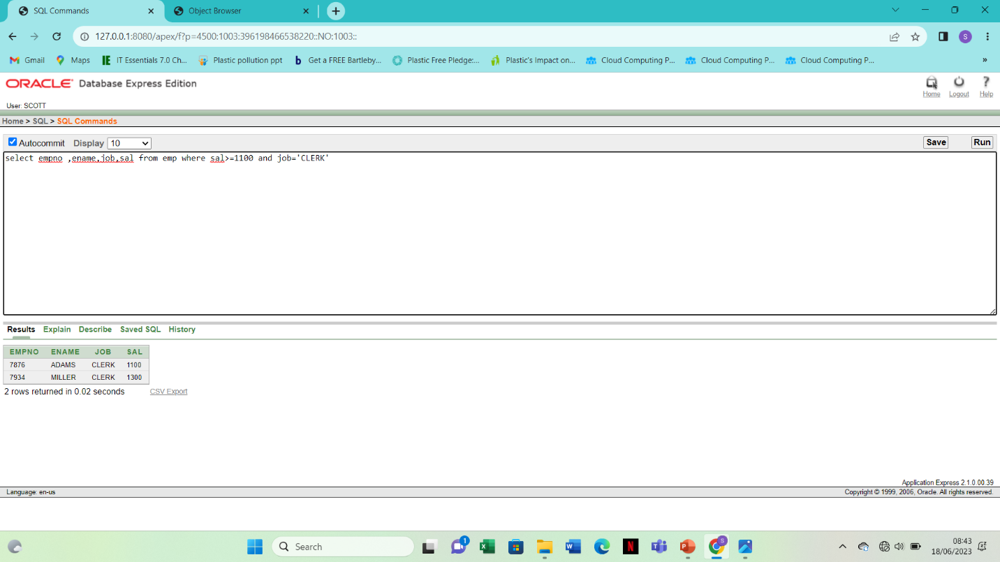 SQL Commands
Object Browser
127.0.0.1:8080/apex/f?p=4500:1003:396198466538220::NO:1003::
S
Gmail Maps IT Essentials 7.0 Ch... Plastic pollution ppt Get a FREE Bartleby... Plastic Free Pledge:... Plastic's Impact on... Cloud Computing P... Cloud Computing P... Cloud Computing P... »
ORACLE Database Express Edition
Home Logout Help
User: SCOTT
Home > SQL > SQL Commands
Autocommit Display 10 Save Run
select empno ,ename,job,sal from emp where sal>=1100 and job='CLERK'
Results Explain Describe Saved SQL History
EMPNO ENAME JOB SAL
7876 ADAMS CLERK 1100
7934 MILLER CLERK 1300
2 rows returned in 0.02 seconds CSV Export
Application Express 2.1.0.00.39
Language: en-us Copyright © 1999, 2006, Oracle. All rights reserved.
Search
1
S
08:43
18/06/2023